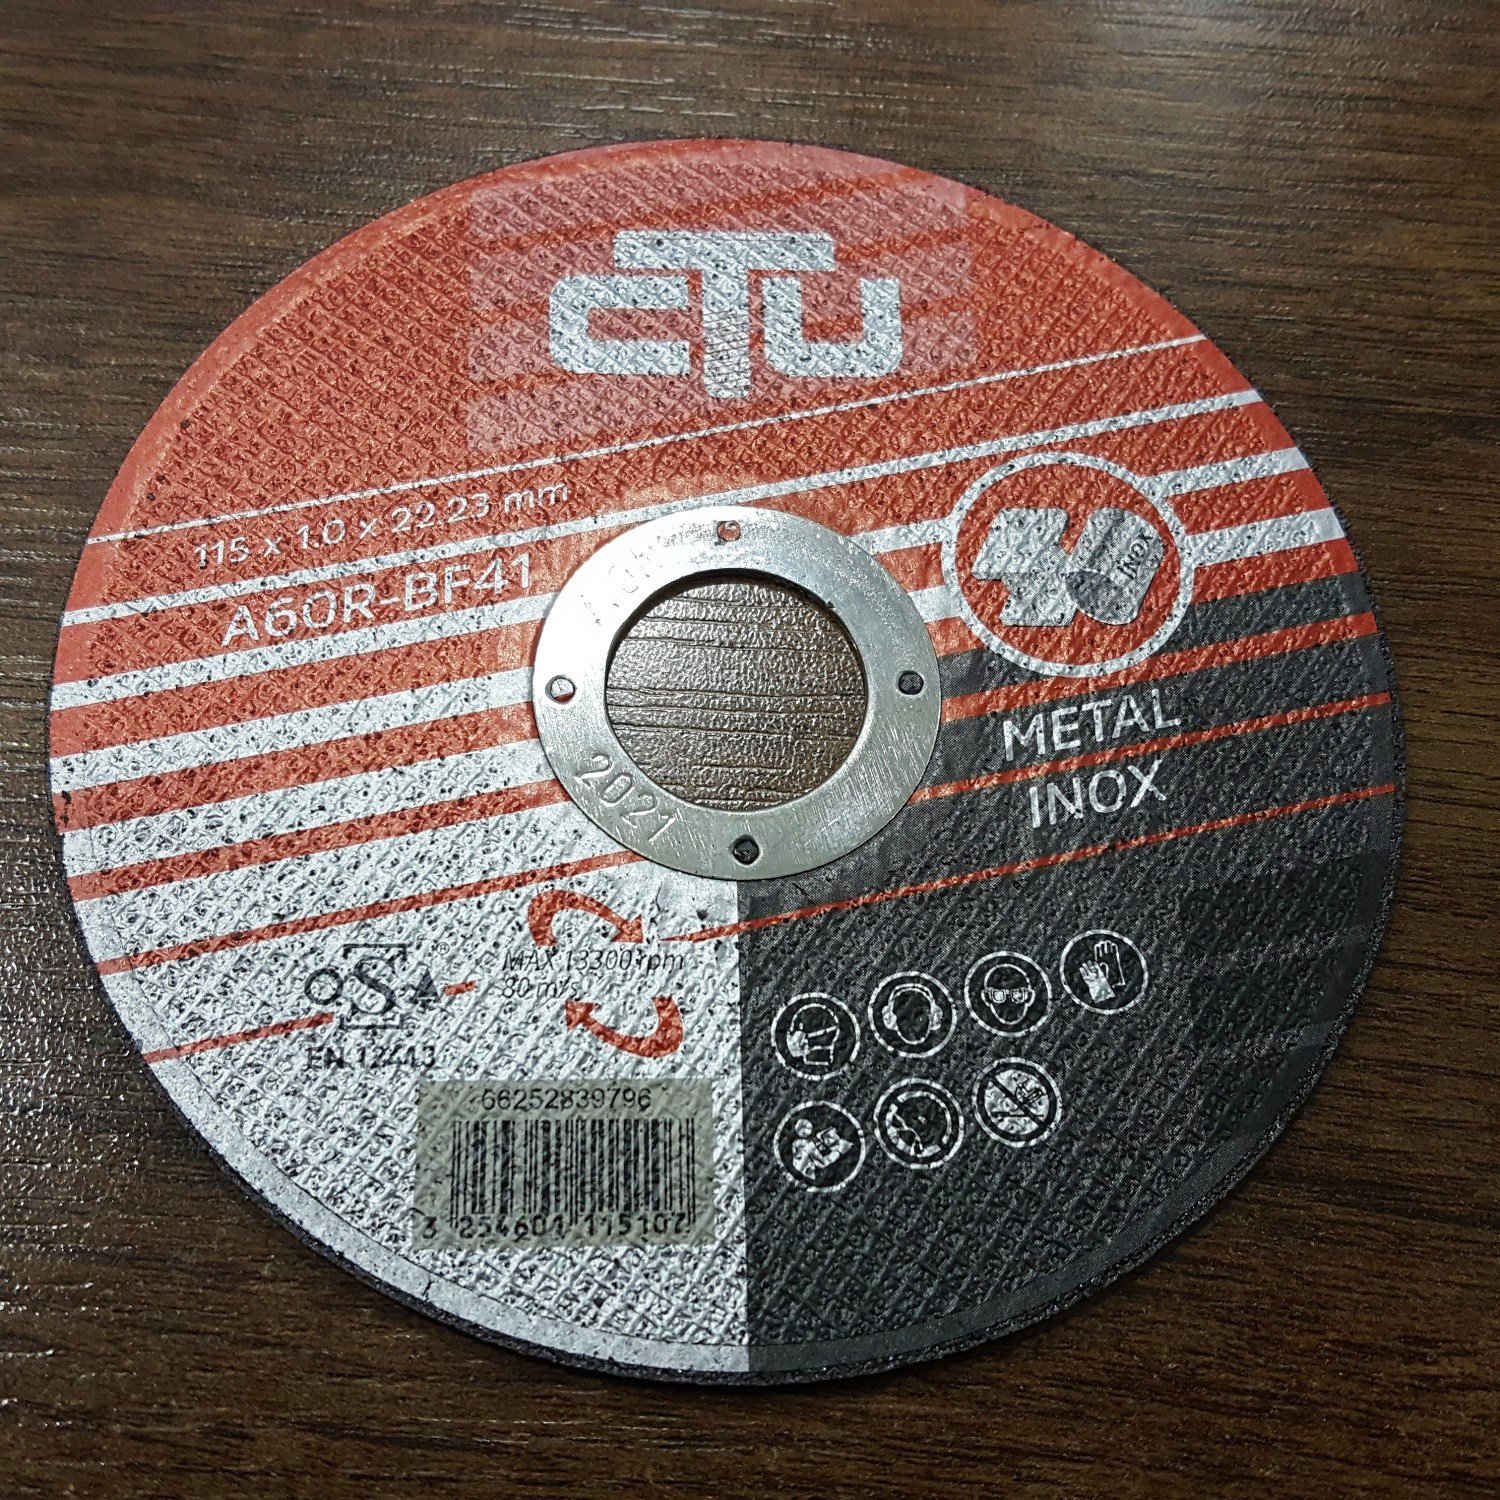 CTU
115 x 1.0 x 22.23 mm
A60R-BF41
INOX
METAL
INOX
2021
MAX 13300 rpm
80 m/s
oSa
®
EN 12413
66252839796
3 254601 115107